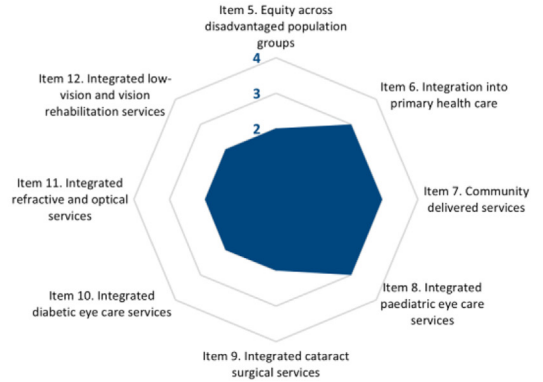 Item 5. Equity across
disadvantaged population
groups
4
3
2
Item 6. Integration into
primary health care
Item 7. Community
delivered services
Item 8. Integrated
paediatric eye care
services
Item 9. Integrated cataract
surgical services
Item 10. Integrated
diabetic eye care services
Item 11. Integrated
refractive and optical
services
Item 12. Integrated low-
vision and vision
rehabilitation services